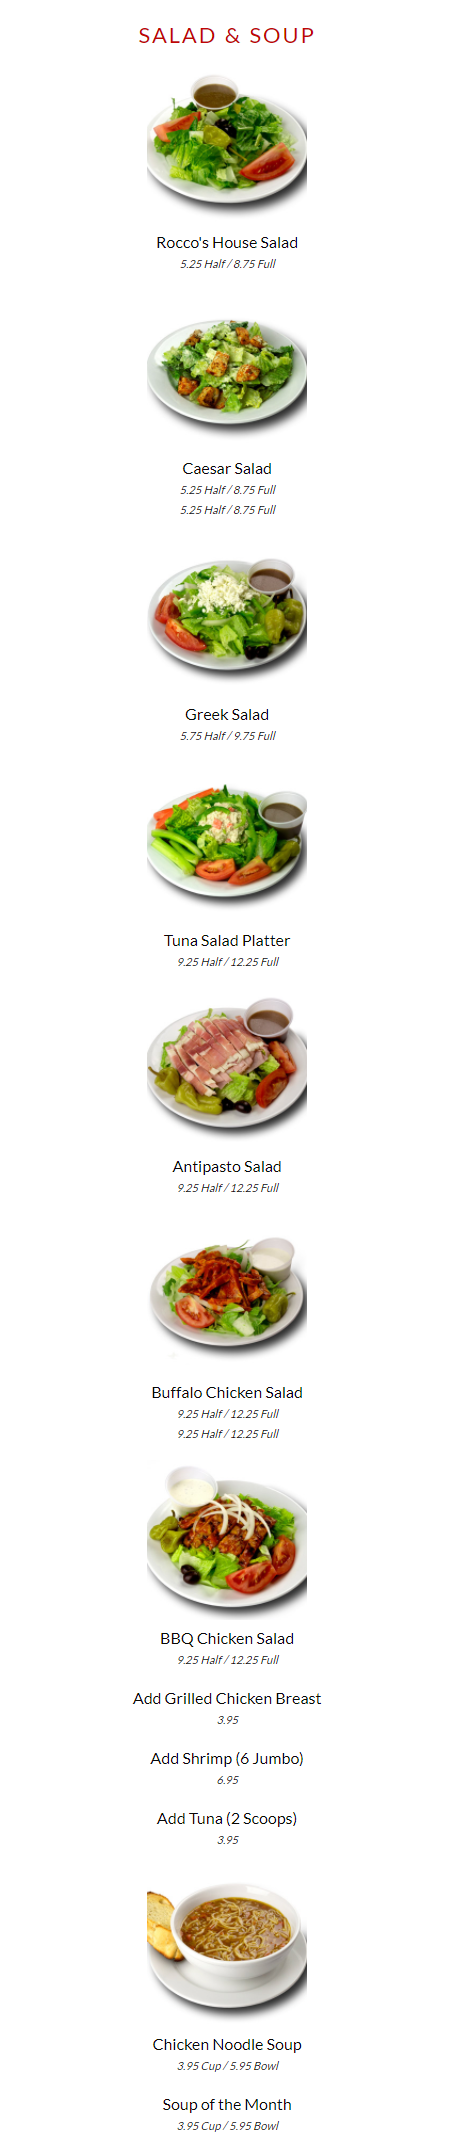 SALAD & SOUP
Rocco's House Salad
5.25 Half / 8.75 Full
Caesar Salad
5.25 Half / 8.75 Full
5.25 Half / 8.75 Full
Greek Salad
5.75 Half / 9.75 Full
Tuna Salad Platter
9.25 Half / 12.25 Full
Antipasto Salad
9.25 Half / 12.25 Full
Buffalo Chicken Salad
9.25 Half / 12.25 Full
9.25 Half / 12.25 Full
BBQ Chicken Salad
9.25 Half / 12.25 Full
Add Grilled Chicken Breast
3.95
Add Shrimp (6 Jumbo)
6.95
Add Tuna (2 Scoops)
3.95
Chicken Noodle Soup
3.95 Cup / 5.95 Bowl
Soup of the Month
3.95 Cup / 5.95 Bowl